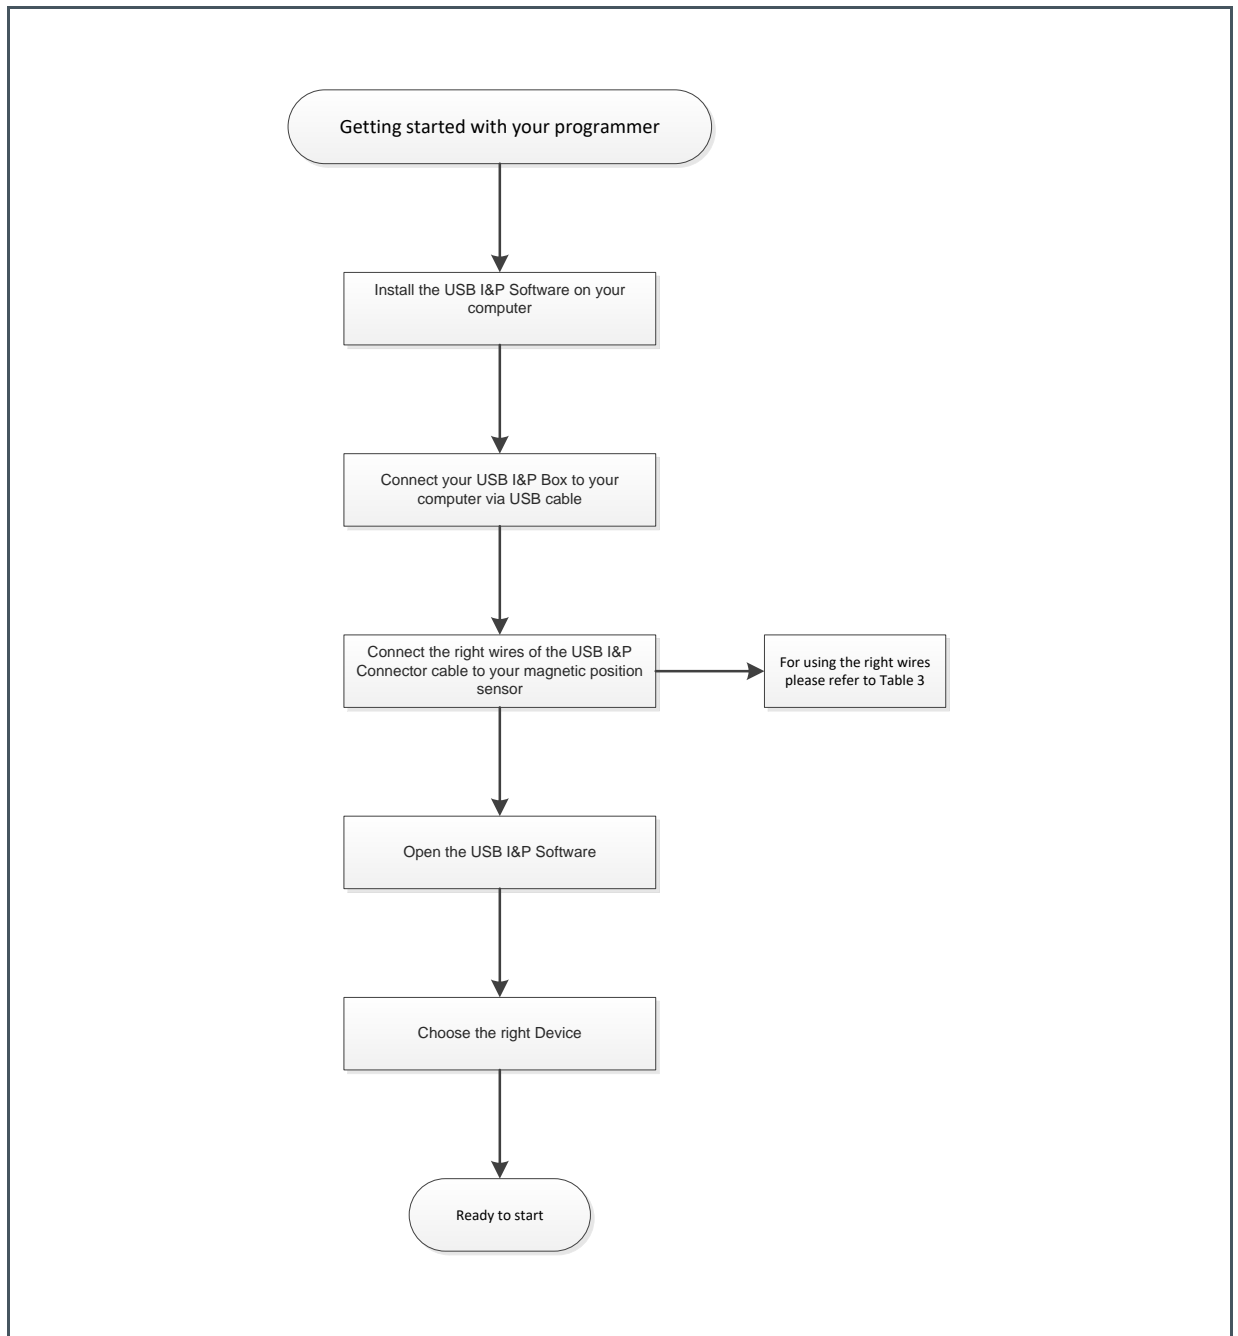 Getting started with your programmer
Install the USB I&P Software on your
computer
Connect your USB I&P Box to your
computer via USB cable
Connect the right wires of the USB I&P
Connector cable to your magnetic position
sensor
For using the right wires
please refer to Table 3
Open the USB I&P Software
Choose the right Device
Ready to start